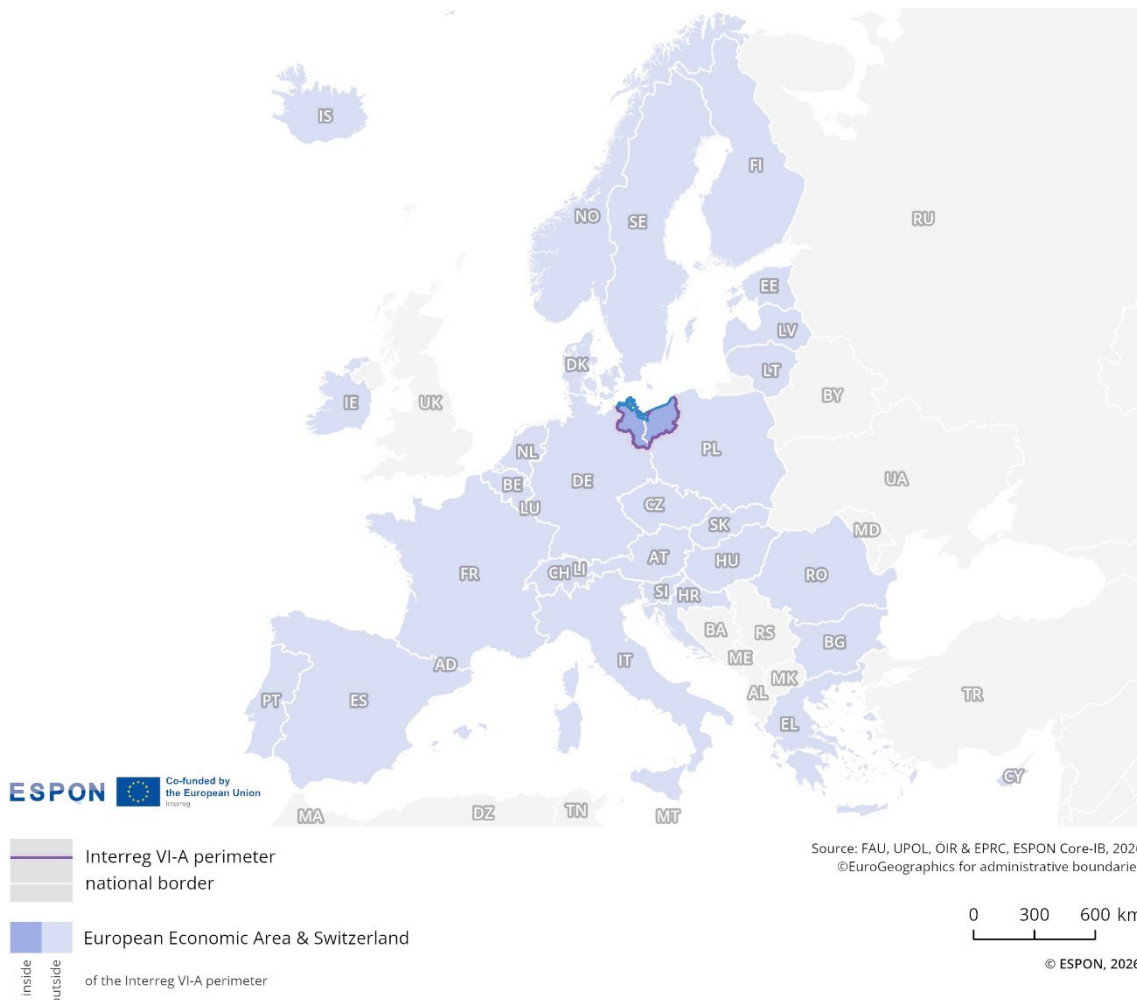 IS
FI
NO
SE
RU
EE
LV
DK
LT
BY
IE
UK
NL
PL
DE
BE
UA
LU
CZ
SK
MD
AT
HU
FR
CH
LI
RO
SI
HR
BA
RS
BG
IT
ME
AD
MK
AL
PT
ES
TR
EL
CY
MA
DZ
TN
MT
ESPON
Co-funded by
the European Union
Interreg
Interreg VI-A perimeter
national border
European Economic Area & Switzerland
inside
outside
of the Interreg VI-A perimeter
Source: FAU, UPOL, ÖIR & EPRC, ESPON Core-IB, 2026
©EuroGeographics for administrative boundarie
0 300 600 km
© ESPON, 2026